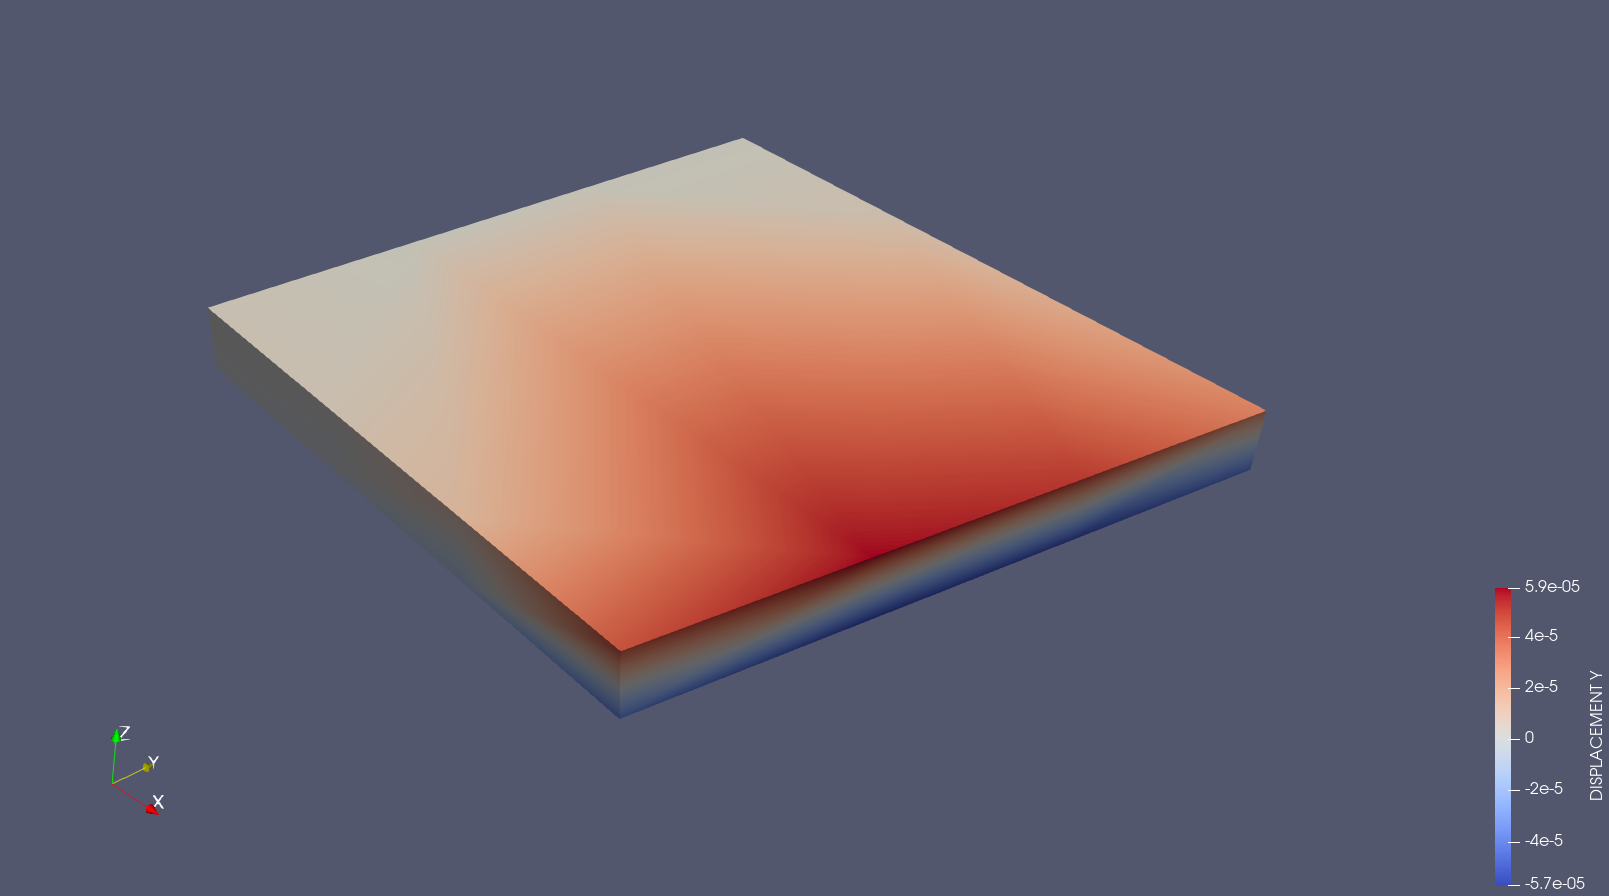 5.9e-05
4e-5
2e-5
0
-2e-5
-4e-5
-5.7e-05
DISPLACEMENT Y
Z
Y
X